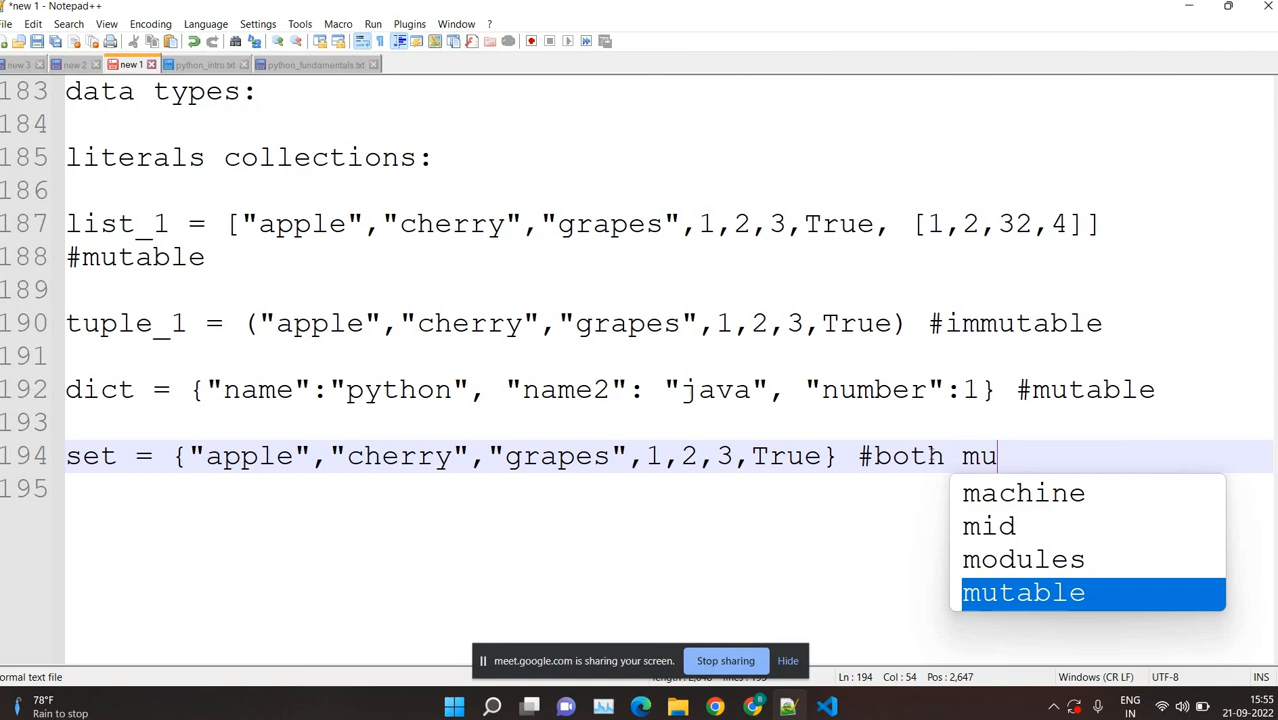 *new 1 - Notepad++
File Edit Search View Encoding Language Settings Tools Macro Run Plugins Window ?
new 3 new 2 new 1 python_intro.txt python_fundamentals.txt
183 data types:
184
185 literals collections:
186
187 list_1 = ["apple","cherry","grapes",1,2,3,True, [1,2,32,4]]
188 #mutable
189
190 tuple_1 = ("apple","cherry","grapes",1,2,3,True) #immutable
191
192 dict = {"name":"python", "name2": "java", "number":1} #mutable
193
194 set = {"apple","cherry","grapes",1,2,3,True} #both mu
195
machine
mid
modules
mutable
meet.google.com is sharing your screen. Stop sharing Hide
ormal text file Ln : 194 Col : 54 Pos : 2,647 Windows (CR LF) UTF-8 INS
78°F
Rain to stop
ENG
IN
15:55
21-09-2022